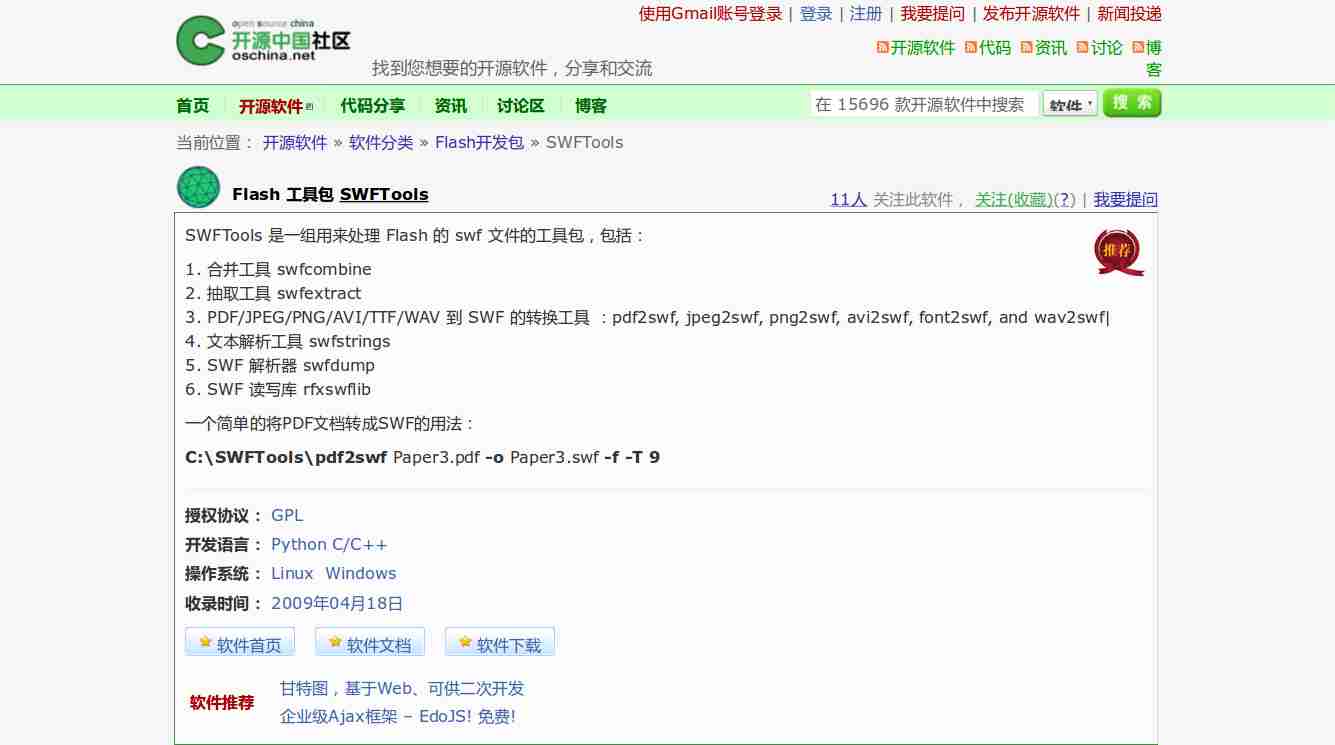 使用Gmail账号登录 | 登录 | 注册 | 我要提问 | 发布开源软件 | 新闻投递
open source china
开源中国社区
oschina.net
找到您想要的开源软件，分享和交流
开源软件 代码 资讯 讨论 博
客
首页 开源软件 代码分享 资讯 讨论区 博客 在 15696 款开源软件中搜索 软件 搜 索
当前位置： 开源软件 » 软件分类 » Flash开发包 » SWFTools
Flash 工具包 SWFTools
11人 关注此软件， 关注(收藏)(?) | 我要提问
SWFTools 是一组用来处理 Flash 的 swf 文件的工具包，包括：
推荐
1. 合并工具 swfcombine
2. 抽取工具 swfextract
3. PDF/JPEG/PNG/AVI/TTF/WAV 到 SWF 的转换工具 ：pdf2swf, jpeg2swf, png2swf, avi2swf, font2swf, and wav2swf|
4. 文本解析工具 swfstrings
5. SWF 解析器 swfdump
6. SWF 读写库 rfxswflib
一个简单的将PDF文档转成SWF的用法：
C:\SWFTools\pdf2swf Paper3.pdf -o Paper3.swf -f -T 9
授权协议： GPL
开发语言： Python C/C++
操作系统： Linux Windows
收录时间： 2009年04月18日
软件首页 软件文档 软件下载
软件推荐
甘特图，基于Web、可供二次开发
企业级Ajax框架 – EdoJS! 免费!